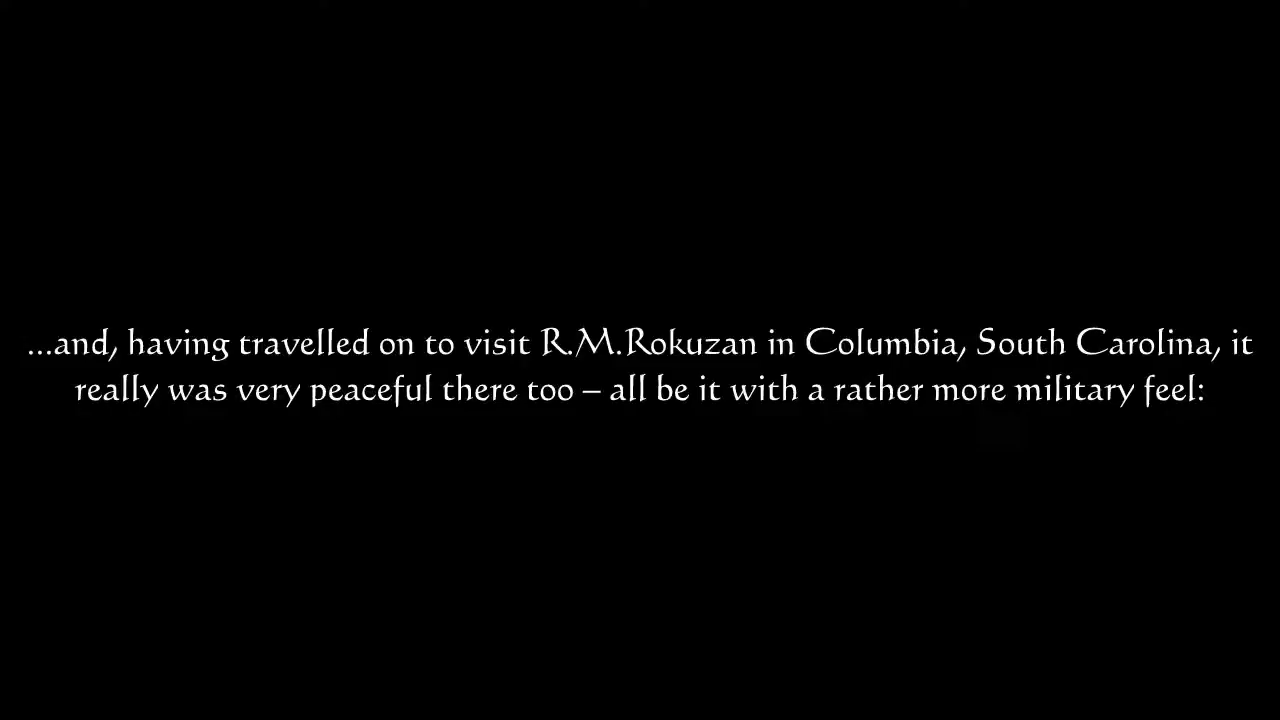 ...and, having travelled on to visit R.M.Rokuzan in Columbia, South Carolina, it
really was very peaceful there too – all be it with a rather more military feel: